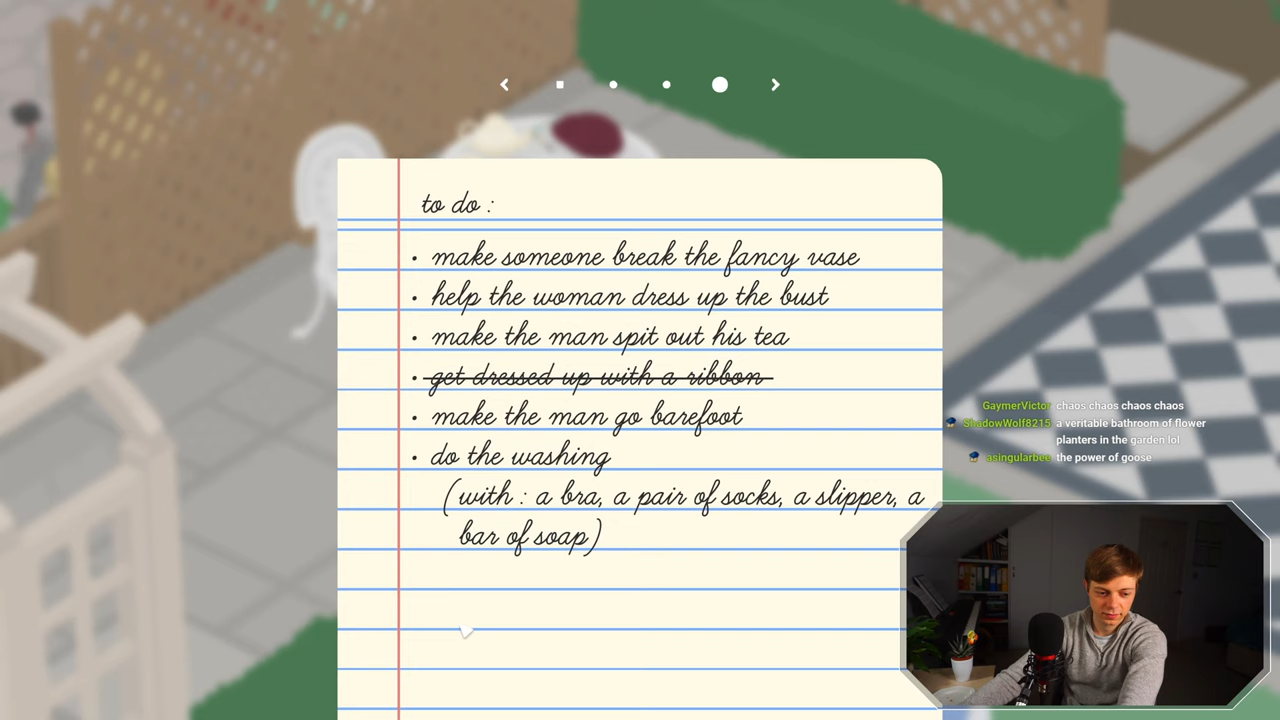 to do :
• make someone break the fancy vase
• help the woman dress up the bust
• make the man spit out his tea
• get dressed up with a ribbon
• make the man go barefoot
• do the washing
(with : a bra, a pair of socks, a slipper, a
bar of soap)
GaymerVictor chaos chaos chaos chaos
ShadowWolf8215 a veritable bathroom of flower
planters in the garden lol
asingularbee the power of goose